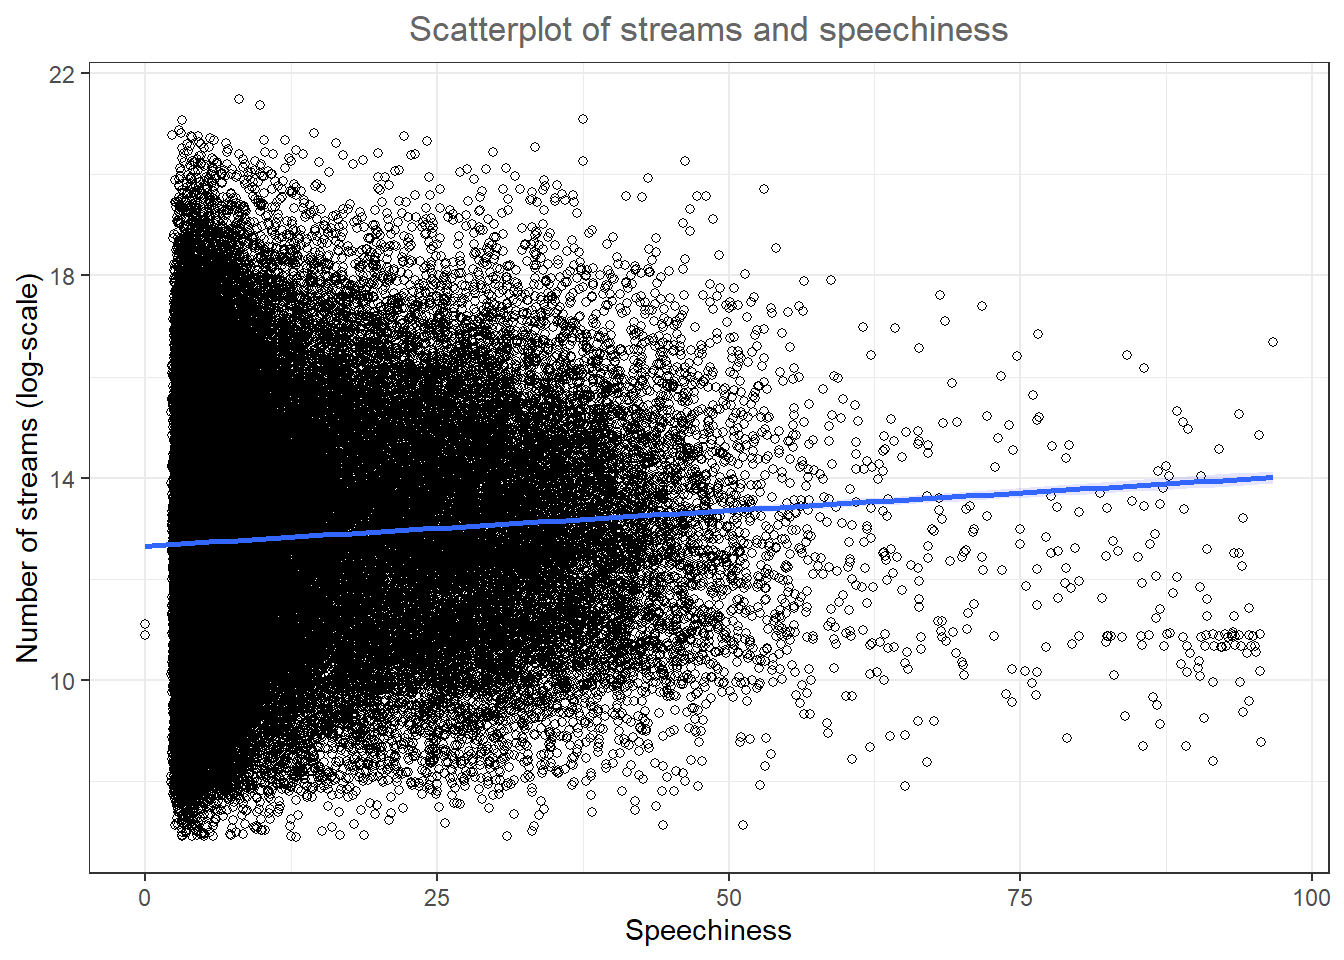 Scatterplot of streams and speechiness
22
18
14
10
Number of streams (log-scale)
0 25 50 75 100
Speechiness